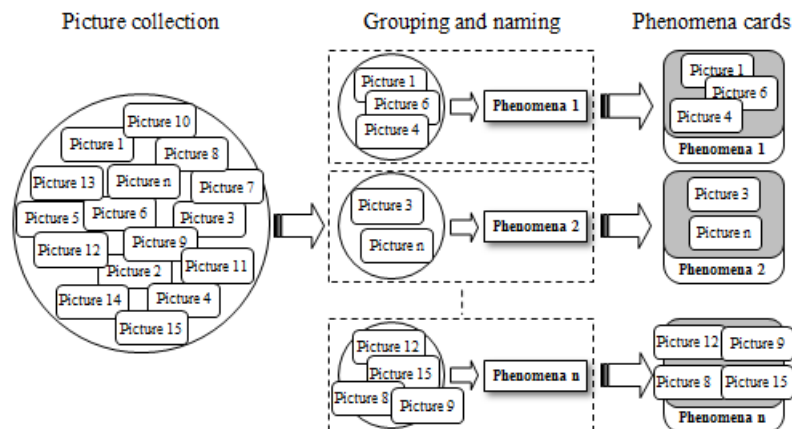 Picture collection
Grouping and naming
Phenomena cards
Picture 10
Picture 1
Picture 8
Picture 13
Picture n
Picture 7
Picture 5
Picture 6
Picture 3
Picture 12
Picture 9
Picture 2
Picture 11
Picture 14
Picture 4
Picture 15
Picture 1
Picture 6
Picture 4
Phenomena 1
Picture 1
Picture 6
Picture 4
Phenomena 1
Picture 3
Picture n
Phenomena 2
Picture 3
Picture n
Phenomena 2
Picture 12
Picture 15
Picture 8
Picture 9
Phenomena n
Picture 12
Picture 9
Picture 8
Picture 15
Phenomena n